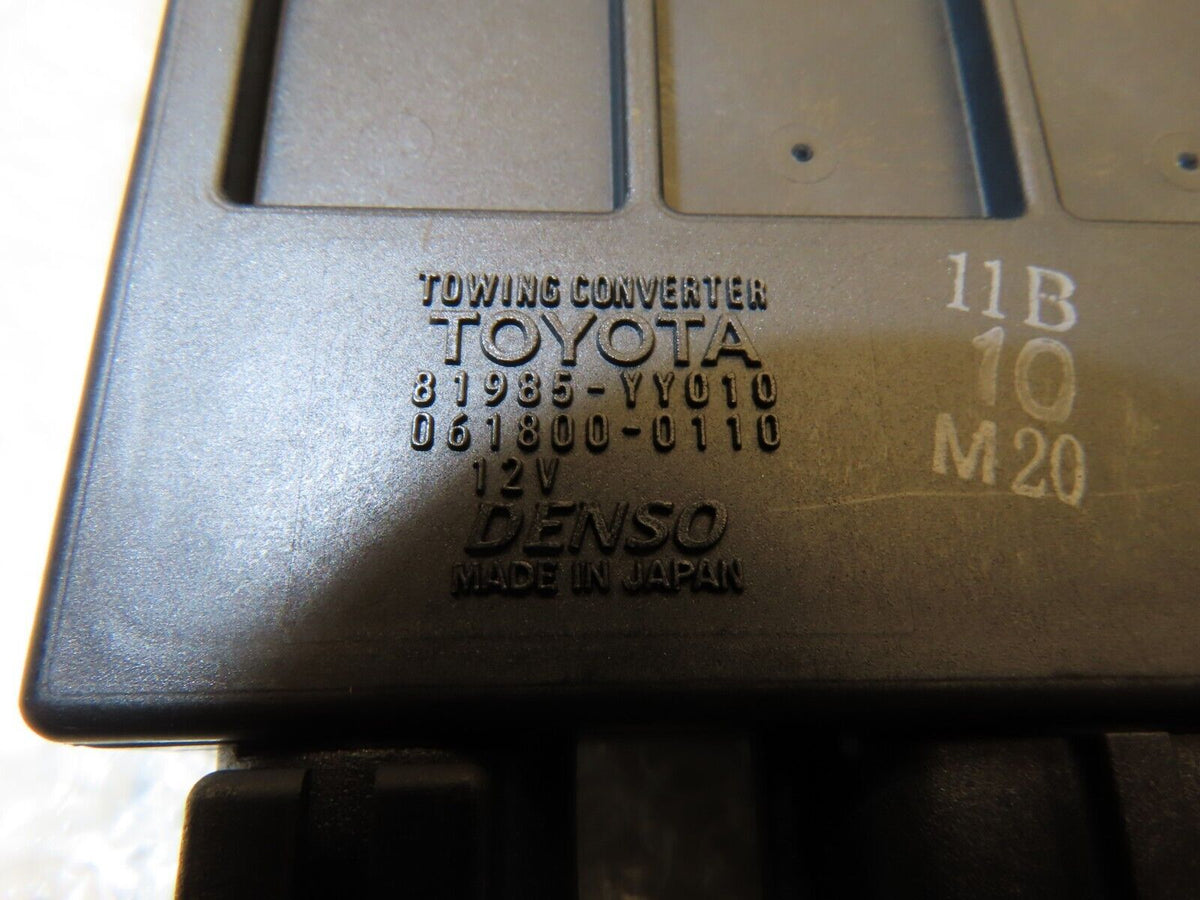 TOWING CONVERTER
TOYOTA
81985-YY010
061800-0110
12V
DENSO
MADE IN JAPAN
11B
10
M20